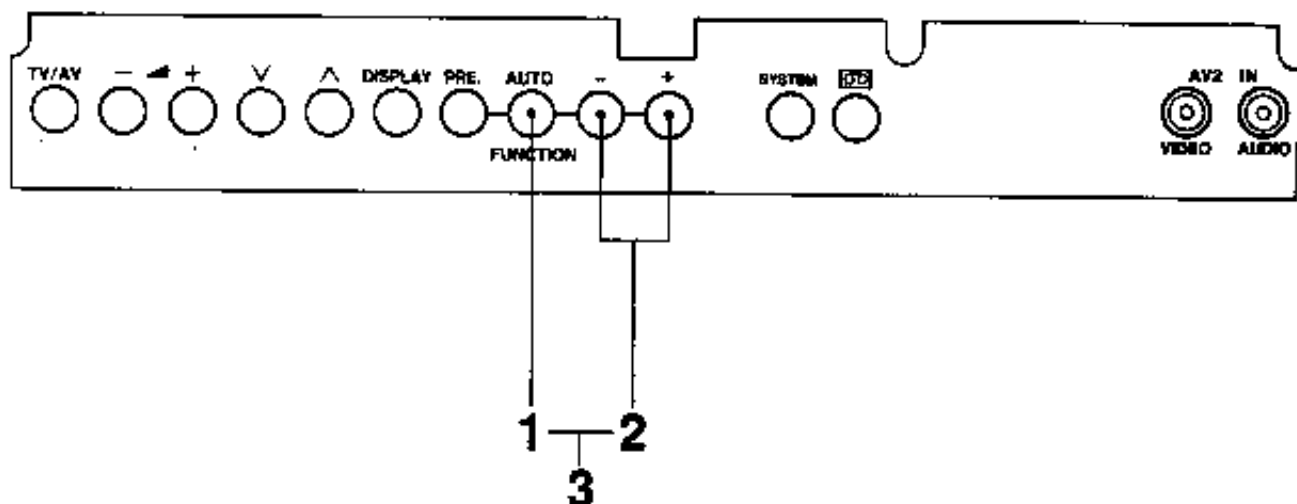 TV/AV − + ∨ ∧ DISPLAY PRE. AUTO − + SYSTEM AV2 IN
FUNCTION VIDEO AUDIO
1 2
3